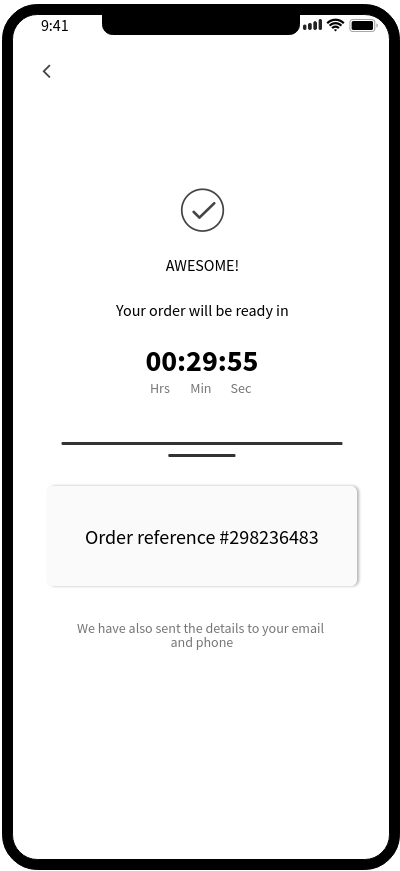 9:41
AWESOME!
Your order will be ready in
00:29:55
Hrs Min Sec
Order reference #298236483
We have also sent the details to your email
and phone